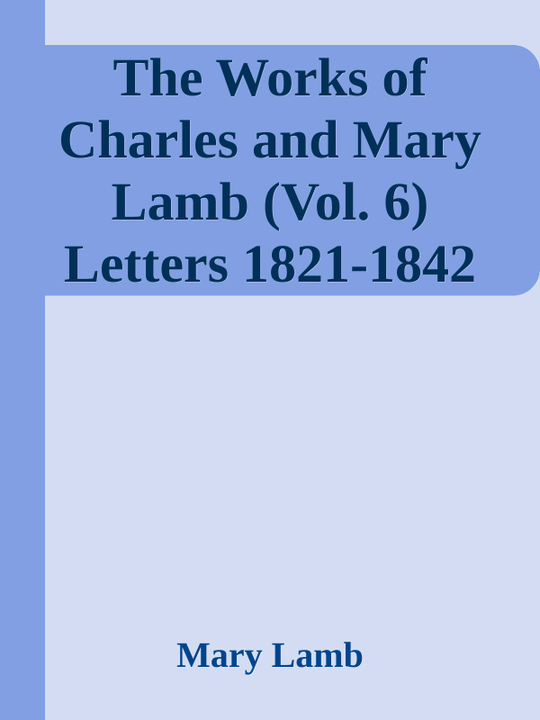 The Works of
Charles and Mary
Lamb (Vol. 6)
Letters 1821-1842
Mary Lamb